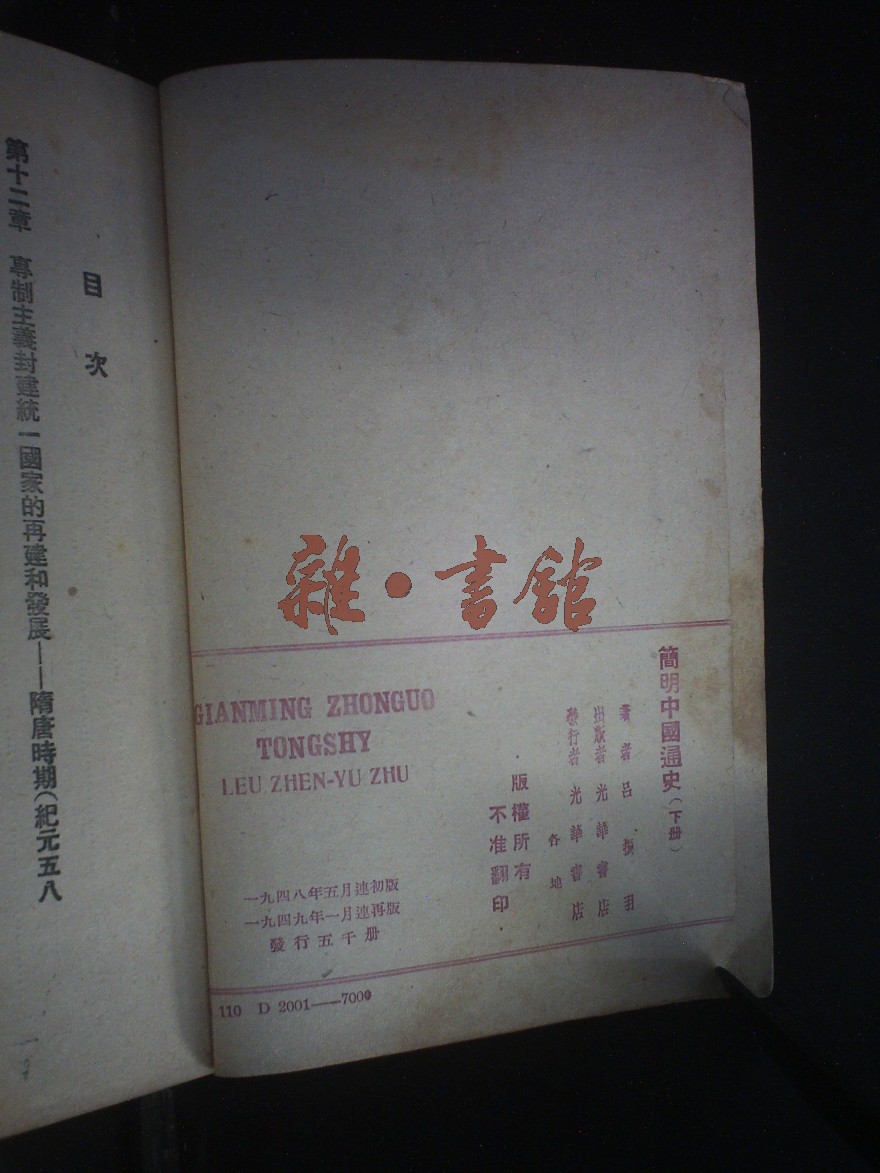 目次
第十二章 專制主義封建統一國家的再建和發展——隋唐時期(紀元五八
雜•書館
簡明中國通史(下册)
著者 呂振羽
出版者 光華書店
發行者 光華書店
各地
版權所有
不准翻印
GIANMING ZHONGUO
TONGSHY
LEU ZHEN-YU ZHU
一九四八年五月連初版
一九四九年一月連再版
發行五千册
110 D 2001——7000